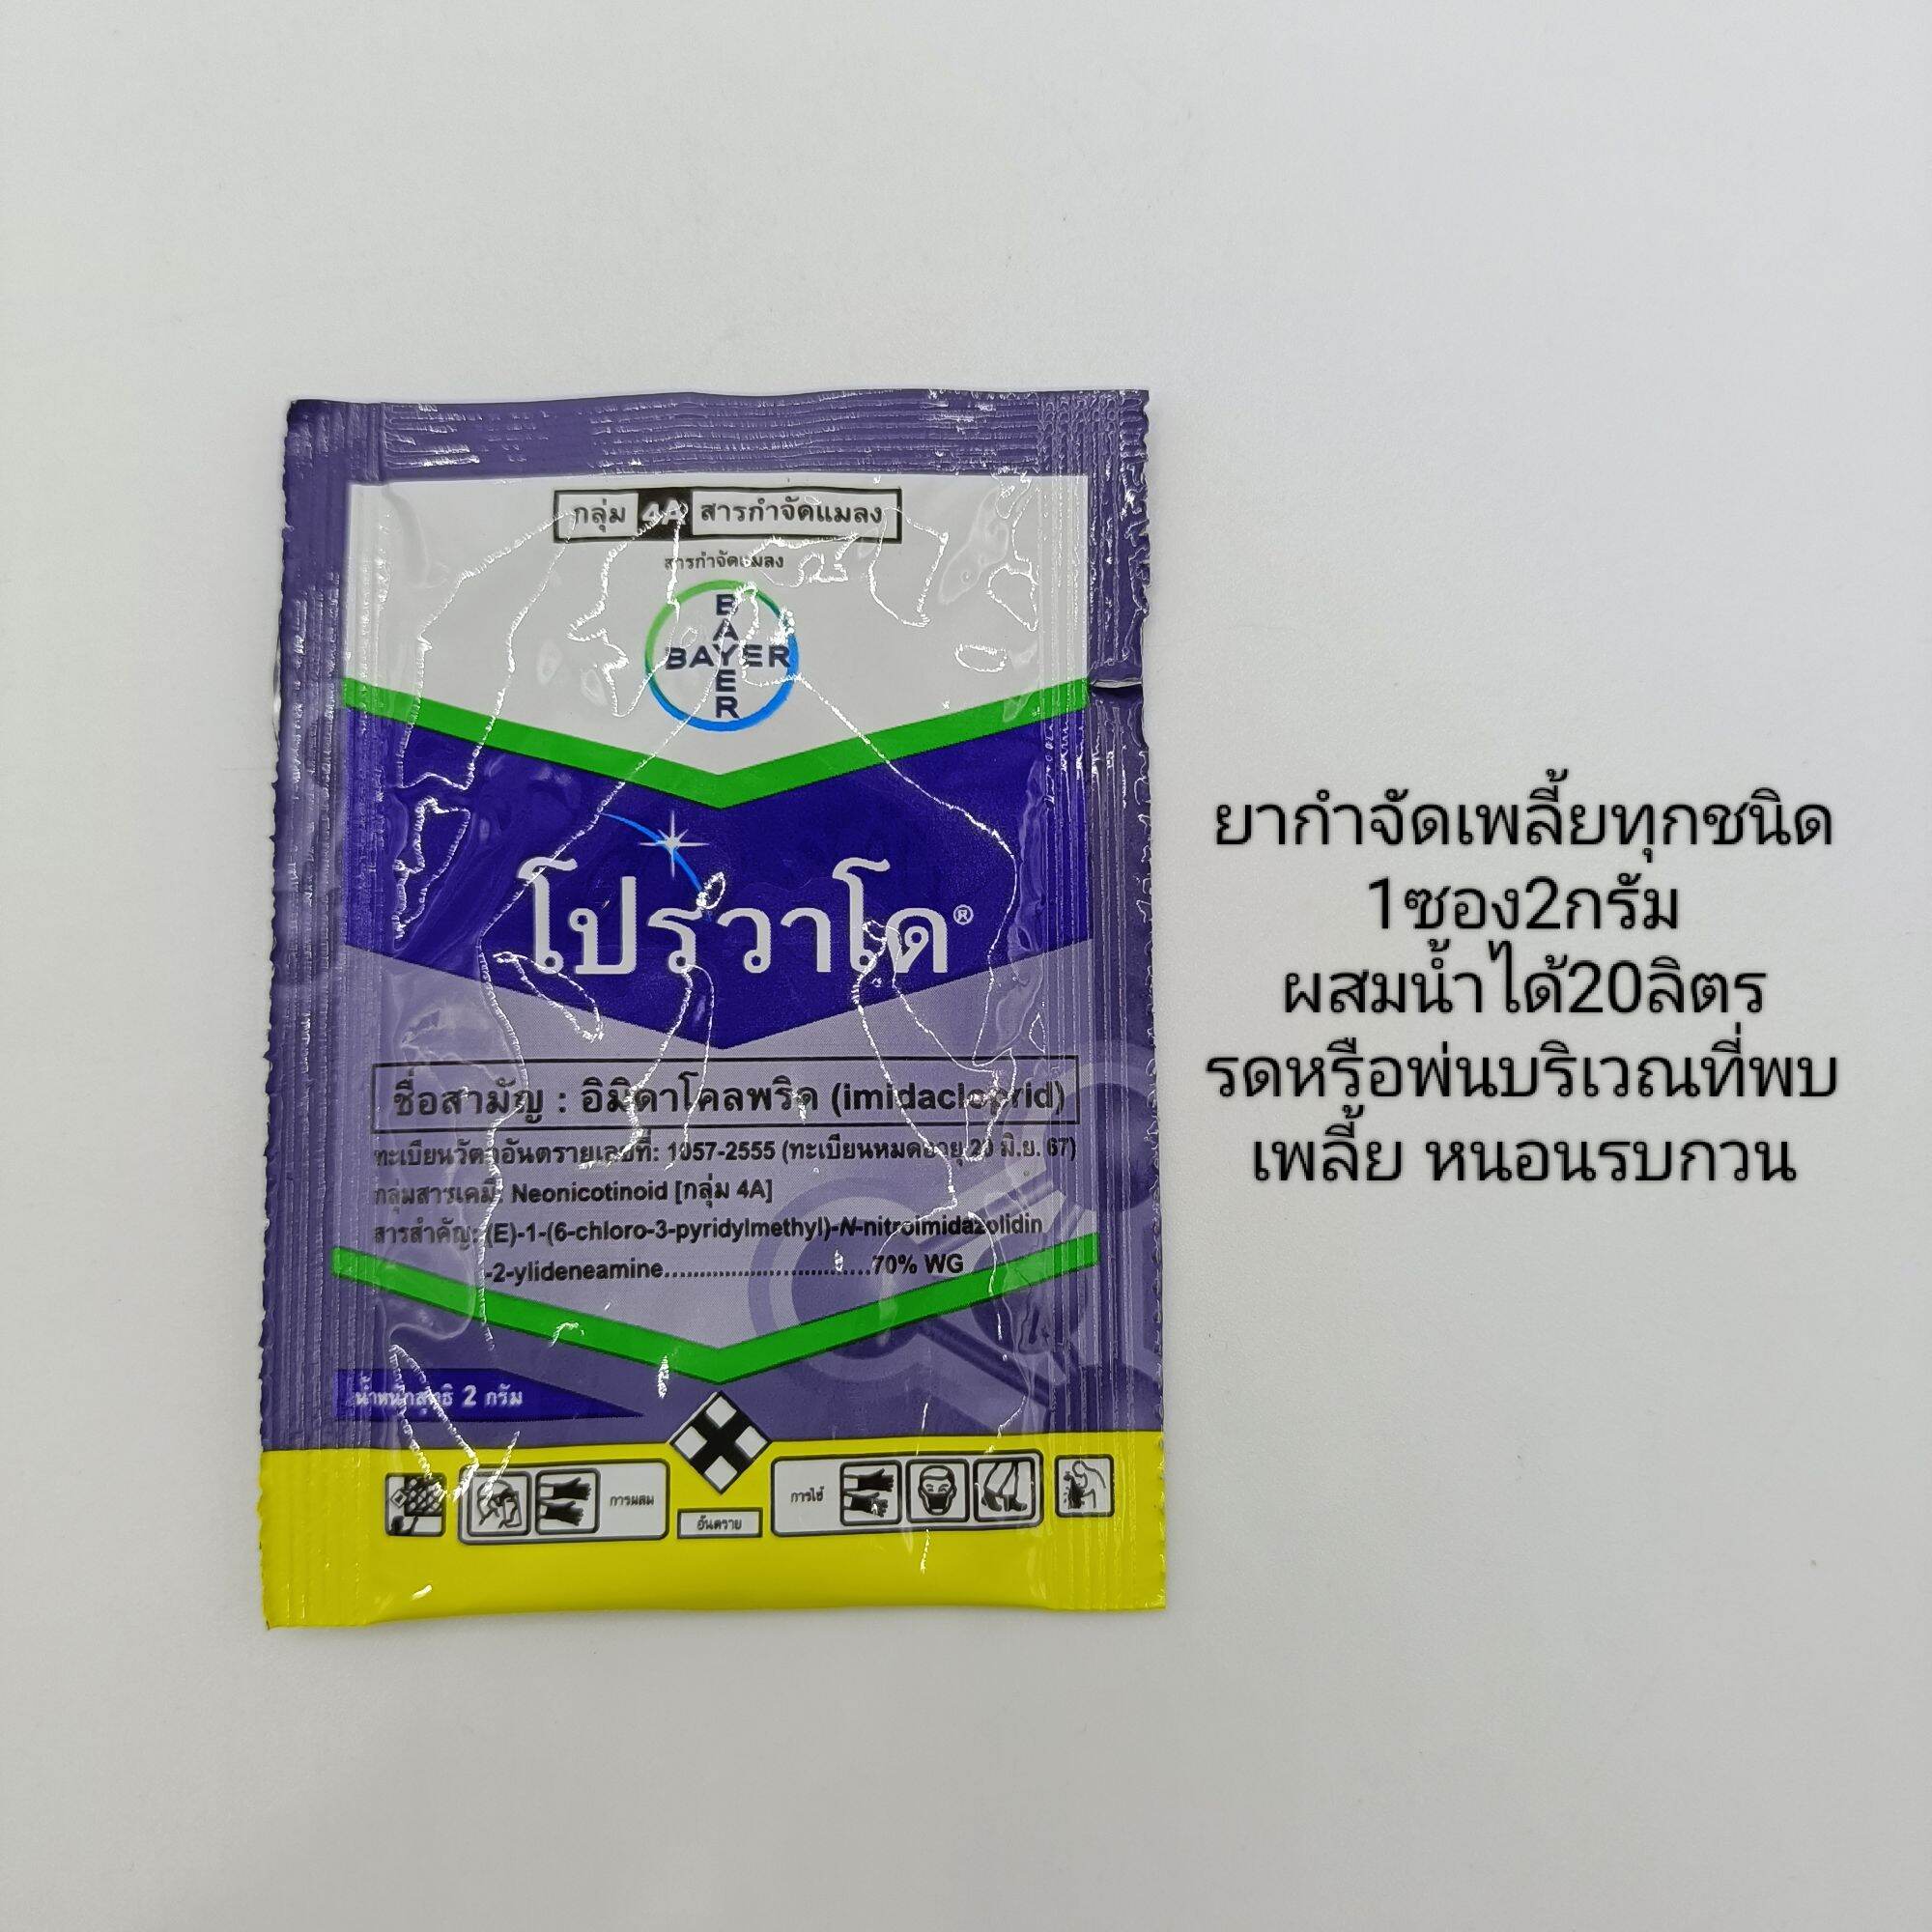 กลุ่ม 4A สารกำจัดแมลง
สารกำจัดแมลง
BAYER
BAYER
โปรวาโด®
ชื่อสามัญ : อิมิดาโคลพริด (imidacloprid)
ทะเบียนวัตถุอันตรายเลขที่: 1057-2555 (ทะเบียนหมดอายุ 20 มิ.ย. 67)
กลุ่มสารเคมี: Neonicotinoid [กลุ่ม 4A]
สารสำคัญ: (E)-1-(6-chloro-3-pyridylmethyl)-N-nitroimidazolidin
-2-ylideneamine..............................70% WG
น้ำหนักสุทธิ 2 กรัม
การผสม
อันตราย
การใช้
ยากำจัดเพลี้ยทุกชนิด
1ซอง2กรัม
ผสมน้ำได้20ลิตร
รดหรือพ่นบริเวณที่พบ
เพลี้ย หนอนรบกวน